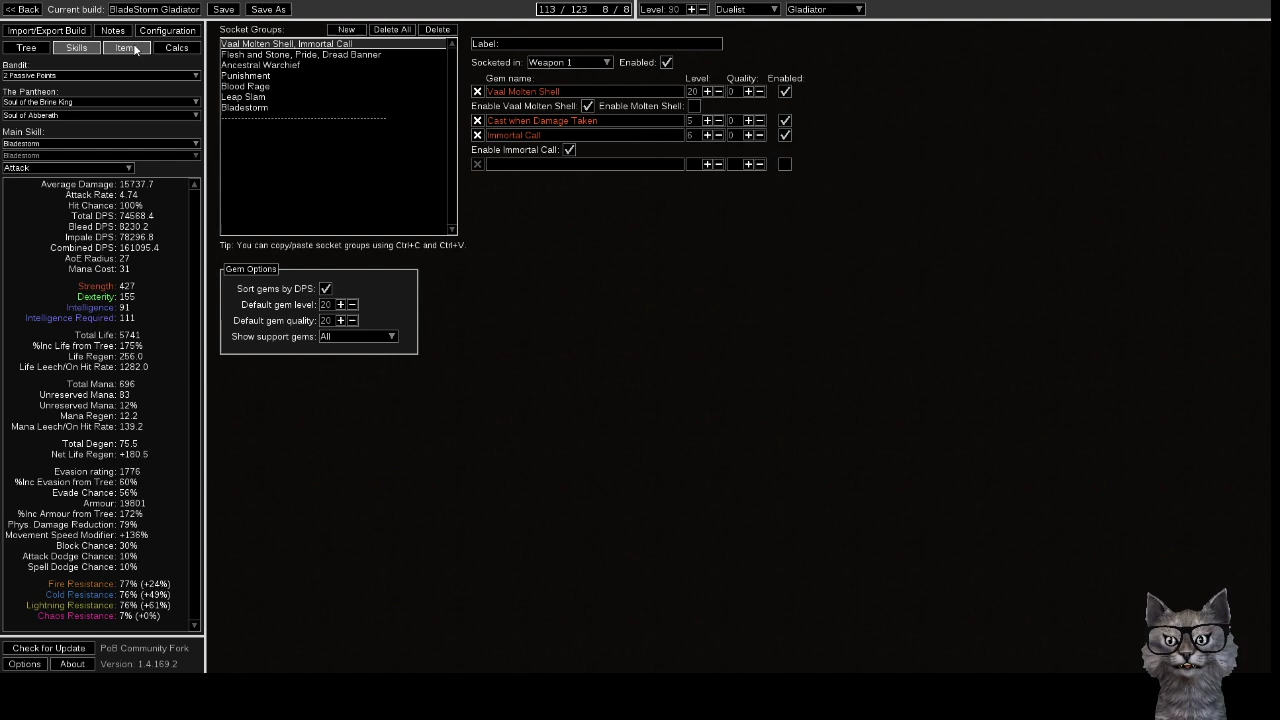 << Back Current build: BladeStorm Gladiator Save Save As 113 / 123 8 / 8 Level: 90 Duelist Gladiator
Import/Export Build Notes Configuration
Tree Skills Items Calcs
Bandit:
2 Passive Points
The Pantheon:
Soul of the Brine King
Soul of Abberath
Main Skill:
Bladestorm
Bladestorm
Attack
Average Damage: 15737.7
Attack Rate: 4.74
Hit Chance: 100%
Total DPS: 74568.4
Bleed DPS: 8230.2
Impale DPS: 78296.8
Combined DPS: 161095.4
AoE Radius: 27
Mana Cost: 31
Strength: 427
Dexterity: 155
Intelligence: 91
Intelligence Required: 111
Total Life: 5741
%Inc Life from Tree: 175%
Life Regen: 256.0
Life Leech/On Hit Rate: 1282.0
Total Mana: 696
Unreserved Mana: 83
Unreserved Mana: 12%
Mana Regen: 12.2
Mana Leech/On Hit Rate: 139.2
Total Degen: 75.5
Net Life Regen: +180.5
Evasion rating: 1776
%Inc Evasion from Tree: 60%
Evade Chance: 56%
Armour: 19801
%Inc Armour from Tree: 172%
Phys. Damage Reduction: 79%
Movement Speed Modifier: +136%
Block Chance: 30%
Attack Dodge Chance: 10%
Spell Dodge Chance: 10%
Fire Resistance: 77% (+24%)
Cold Resistance: 76% (+49%)
Lightning Resistance: 76% (+61%)
Chaos Resistance: 7% (+0%)
Check for Update PoB Community Fork
Options About Version: 1.4.169.2
Socket Groups: New Delete All Delete
Vaal Molten Shell, Immortal Call
Flesh and Stone, Pride, Dread Banner
Ancestral Warchief
Punishment
Blood Rage
Leap Slam
Bladestorm
Tip: You can copy/paste socket groups using Ctrl+C and Ctrl+V.
Gem Options
Sort gems by DPS:
Default gem level: 20
Default gem quality: 20
Show support gems: All
Label:
Socketed in: Weapon 1 Enabled:
Gem name: Level: Quality: Enabled:
Vaal Molten Shell 20 0
Enable Vaal Molten Shell: Enable Molten Shell:
Cast when Damage Taken 5 0
Immortal Call 6 0
Enable Immortal Call: